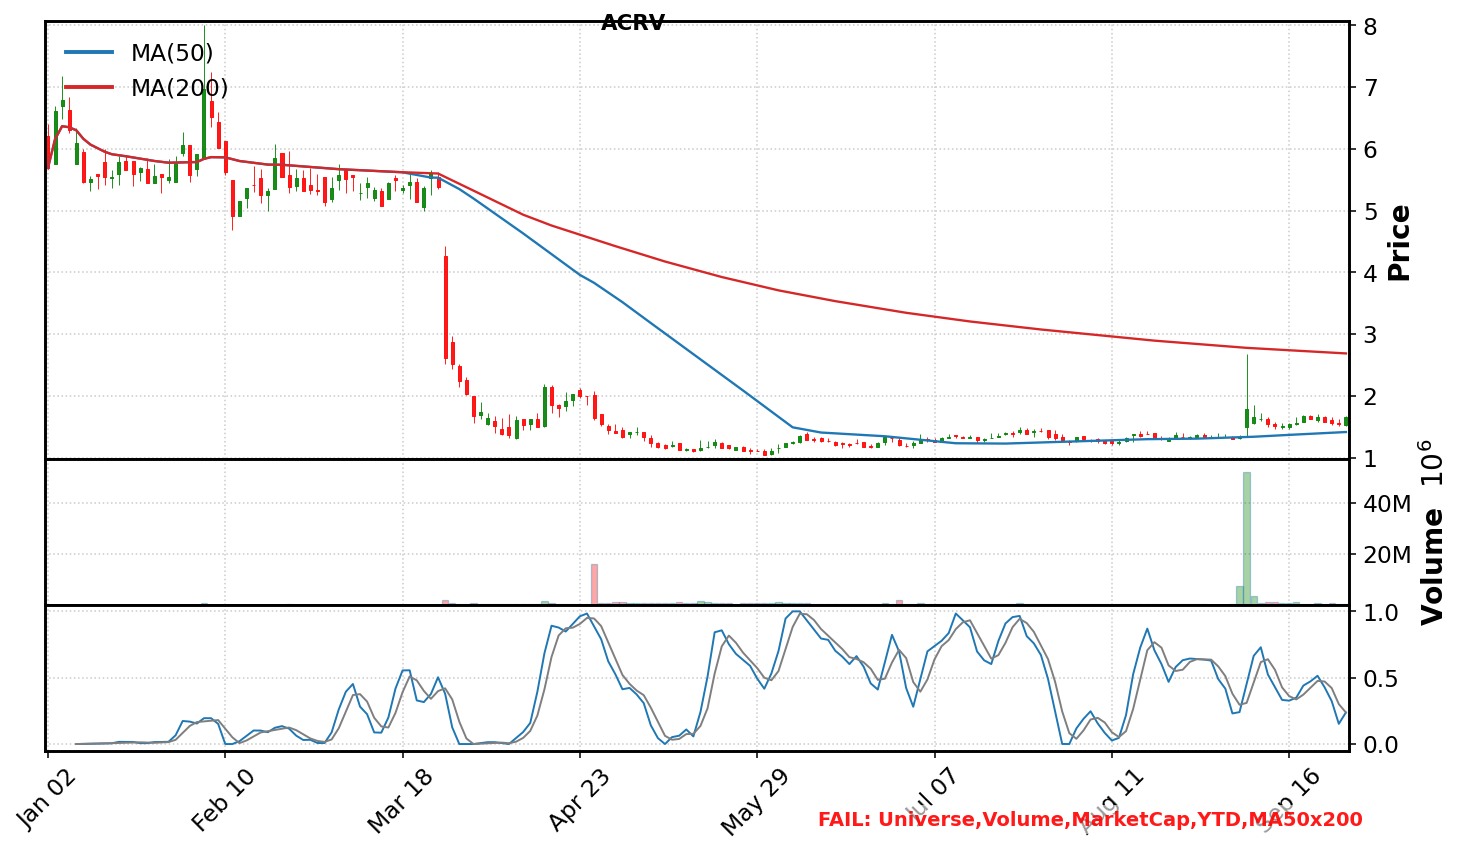 ACRV
MA(50)
MA(200)
8
7
6
5
4
3
2
1
Price
40M
20M
Volume 10^6
1.0
0.5
0.0
Jan 02
Feb 10
Mar 18
Apr 23
May 29
Jul 07
Aug 11
Sep 16
FAIL: Universe,Volume,MarketCap,YTD,MA50x200